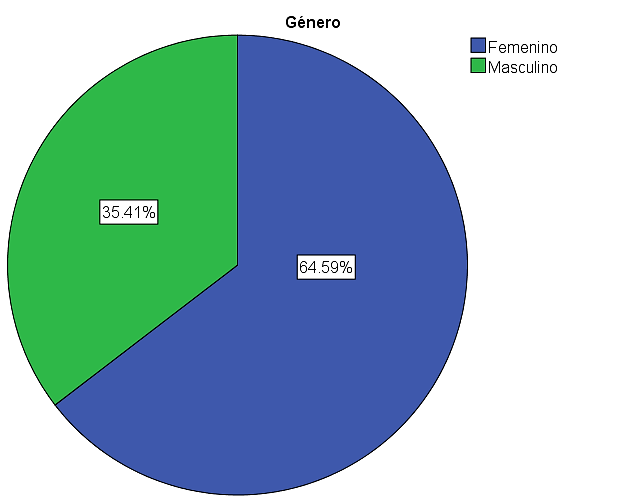 Género
Femenino
Masculino
35.41%
64.59%